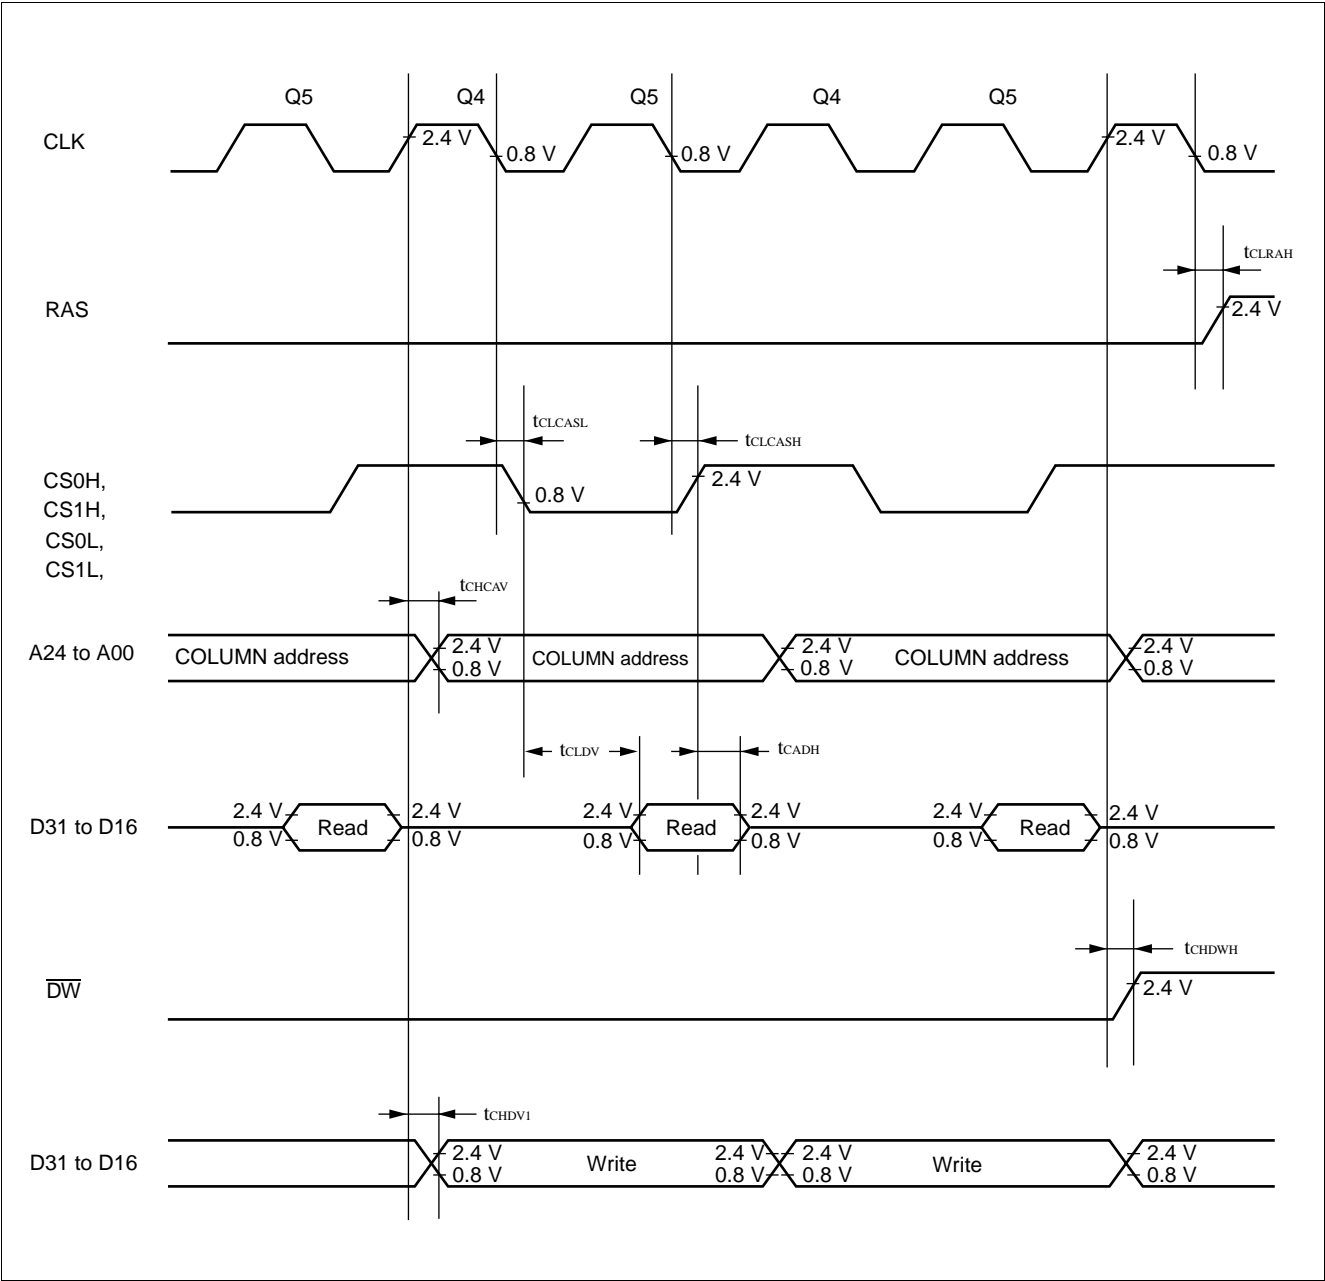 Q5 Q4 Q5 Q4 Q5
CLK 2.4 V 0.8 V 0.8 V 2.4 V 0.8 V
tCLRAH
RAS 2.4 V
tCLCASL tCLCASH
CS0H, 2.4 V
0.8 V
CS1H,
CS0L,
CS1L,
tCHCAV
2.4 V 2.4 V 2.4 V
A24 to A00 COLUMN address COLUMN address COLUMN address
0.8 V 0.8 V 0.8 V
tCLDV tCADH
2.4 V 2.4 V 2.4 V 2.4 V 2.4 V 2.4 V
D31 to D16 Read Read Read
0.8 V 0.8 V 0.8 V 0.8 V 0.8 V 0.8 V
tCHDWH
DW 2.4 V
tCHDV1
2.4 V 2.4 V 2.4 V 2.4 V
D31 to D16 Write Write
0.8 V 0.8 V 0.8 V 0.8 V